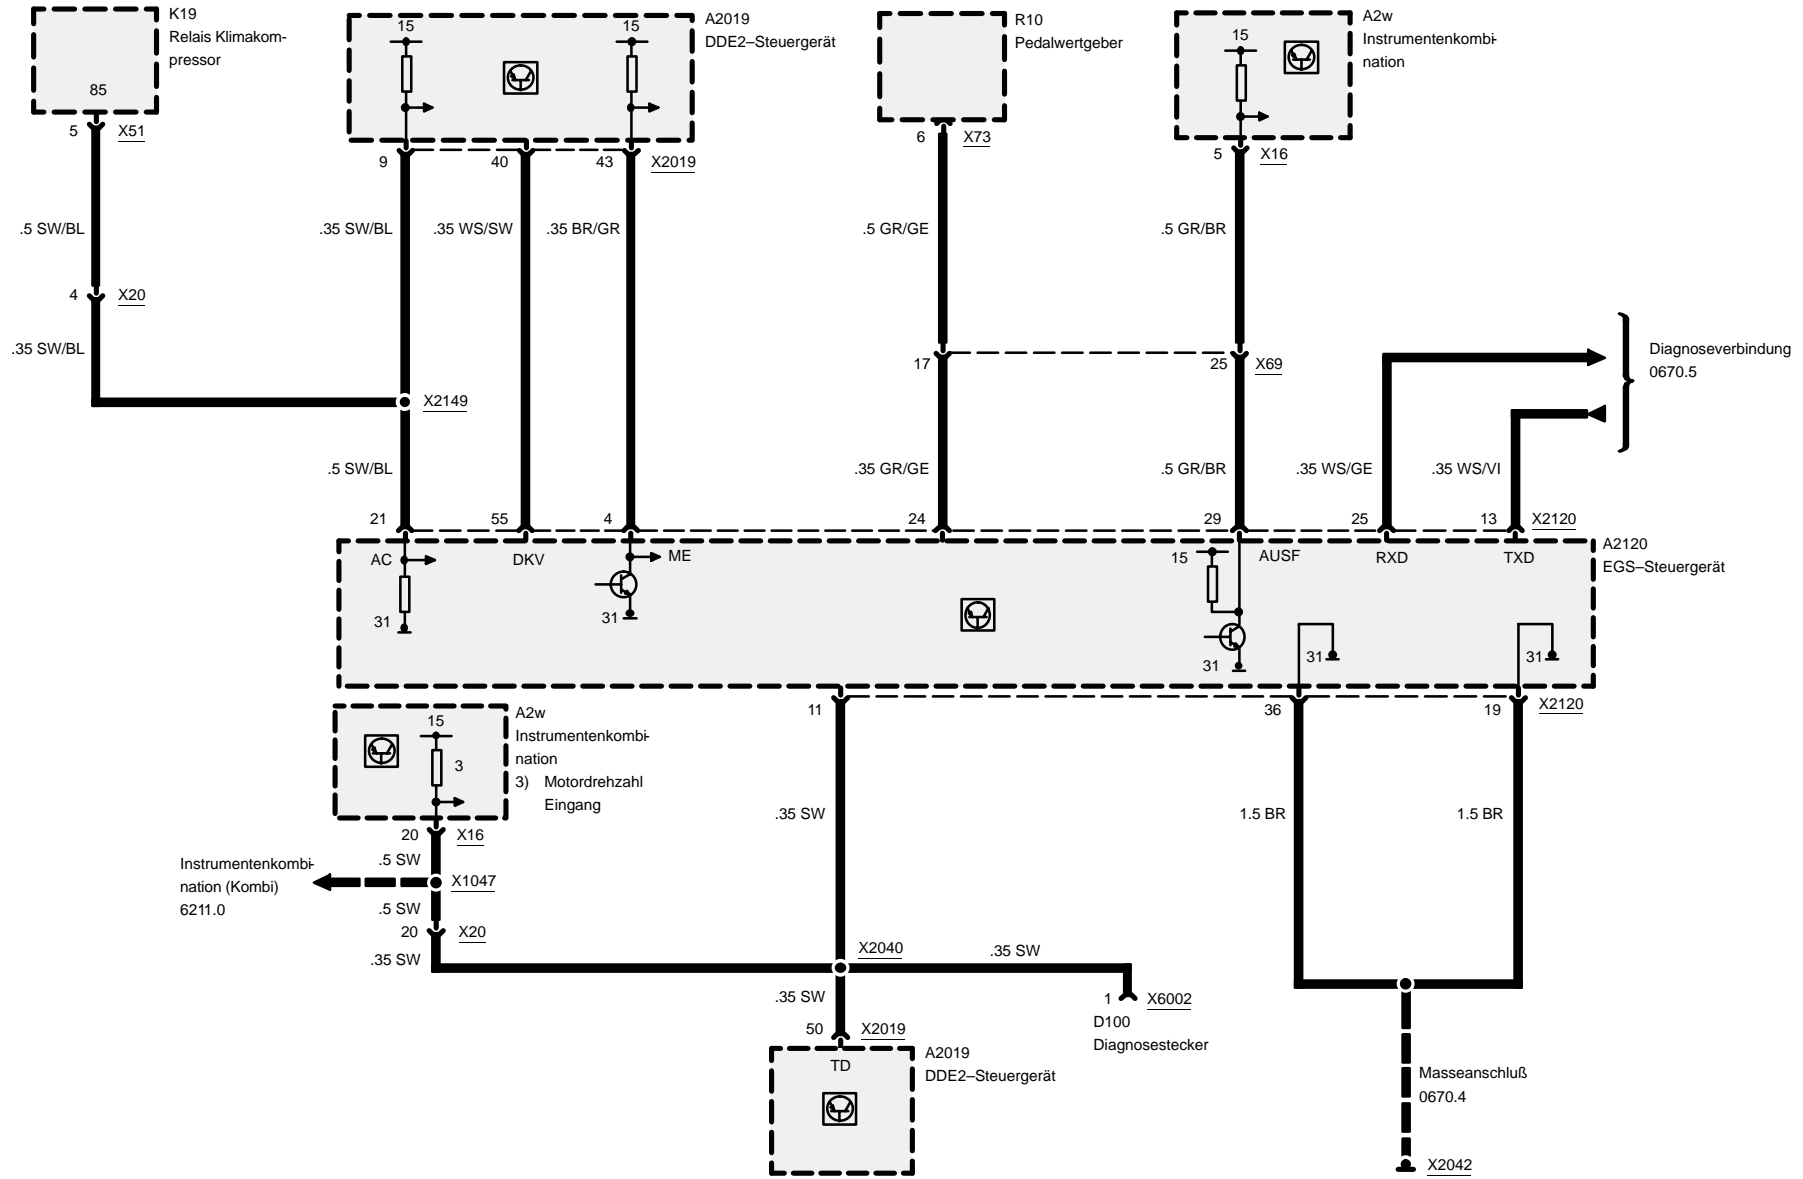 K19
Relais Klimakom-
pressor
85
5 X51
.5 SW/BL
4 X20
.35 SW/BL
A2019
DDE2–Steuergerät
15 15
9 40 43 X2019
.35 SW/BL .35 WS/SW .35 BR/GR
X2149
.5 SW/BL
R10
Pedalwertgeber
6 X73
.5 GR/GE
17
.35 GR/GE
A2w
Instrumentenkombi-
nation
15
5 X16
.5 GR/BR
25 X69
.5 GR/BR
Diagnoseverbindung
0670.5
.35 WS/GE .35 WS/VI
21 55 4 24 29 25 13 X2120
A2120
EGS–Steuergerät
AC DKV ME 15 AUSF RXD TXD
31 31 31 31 31
11 36 19 X2120
A2w
Instrumentenkombi-
nation
3) Motordrehzahl
Eingang
15
3
20 X16
.5 SW
Instrumentenkombi-
nation (Kombi)
6211.0
X1047
.5 SW
20 X20
.35 SW
.35 SW
X2040
.35 SW
.35 SW
1 X6002
D100
Diagnosestecker
50 X2019
A2019
DDE2–Steuergerät
TD
1.5 BR 1.5 BR
Masseanschluß
0670.4
X2042